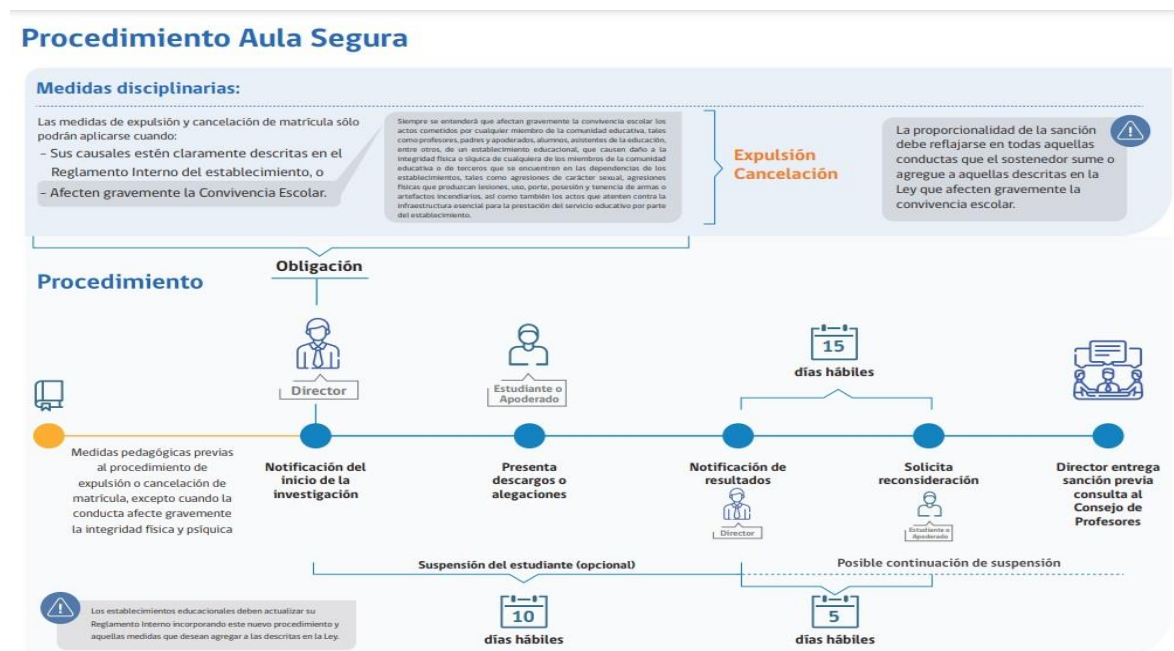 Procedimiento Aula Segura
Medidas disciplinarias:
Las medidas de expulsión y cancelación de matrícula sólo
podrán aplicarse cuando:
– Sus causales estén claramente descritas en el
Reglamento Interno del establecimiento, o
– Afecten gravemente la Convivencia Escolar.
Siempre se entenderá que afectan gravemente la convivencia escolar los
actos cometidos por cualquier miembro de la comunidad educativa, tales
como profesores, padres y apoderados, alumnos, asistentes de la educación,
entre otros, de un establecimiento educacional, que causen daño a la
integridad física o síquica de cualquiera de los miembros de la comunidad
educativa o de terceros que se encuentren en las dependencias de los
establecimientos, tales como agresiones de carácter sexual, agresiones
físicas que produzcan lesiones, uso, porte, posesión y tenencia de armas o
artefactos incendiarios, así como también los actos que atenten contra la
infraestructura esencial para la prestación del servicio educativo por parte
del establecimiento.
Expulsión
Cancelación
La proporcionalidad de la sanción
debe reflajarse en todas aquellas
conductas que el sostenedor sume o
agregue a aquellas descritas en la
Ley que afecten gravemente la
convivencia escolar.
Procedimiento
Obligación
Director
Estudiante o
Apoderado
15
días hábiles
Medidas pedagógicas previas
al procedimiento de
expulsión o cancelación de
matrícula, excepto cuando la
conducta afecte gravemente
la integridad física y psíquica
Notificación del
inicio de la
investigación
Presenta
descargos o
alegaciones
Notificación de
resultados
Director
Solicita
reconsideración
Estudiante o
Apoderado
Director entrega
sanción previa
consulta al
Consejo de
Profesores
Suspensión del estudiante (opcional)
Posible continuación de suspensión
10
días hábiles
5
días hábiles
Los establecimientos educacionales deben actualizar su
Reglamento Interno incorporando este nuevo procedimiento y
aquellas medidas que desean agregar a las descritas en la Ley.